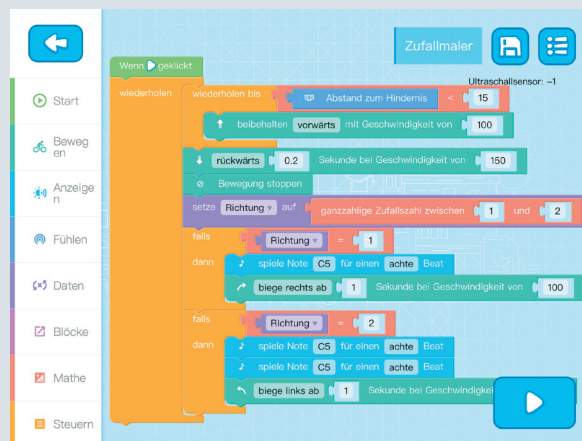 Zufallmaler
Wenn geklickt
Ultraschallsensor: -1
wiederholen
wiederholen bis Abstand zum Hindernis < 15
beibehalten vorwärts mit Geschwindigkeit von 100
rückwärts 0.2 Sekunde bei Geschwindigkeit von 150
Bewegung stoppen
setze Richtung auf ganzzahlige Zufallszahl zwischen 1 und 2
falls Richtung = 1
dann spiele Note C5 für einen achte Beat
biege rechts ab 1 Sekunde bei Geschwindigkeit von 100
falls Richtung = 2
dann spiele Note C5 für einen achte Beat
spiele Note C5 für einen achte Beat
biege links ab 1 Sekunde bei Geschwindigkei
Start
Beweg
en
Anzeige
n
Fühlen
Daten
Blöcke
Mathe
Steuern